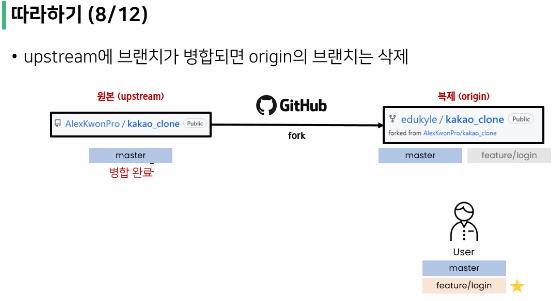 따라하기 (8/12)
• upstream에 브랜치가 병합되면 origin의 브랜치는 삭제
원본 (upstream)
복제 (origin)
GitHub
AlexKwonPro / kakao_clone Public
fork
edukyle / kakao_clone Public
forked from AlexKwonPro/kakao_clone
master
병합 완료
master
feature/login
User
master
feature/login